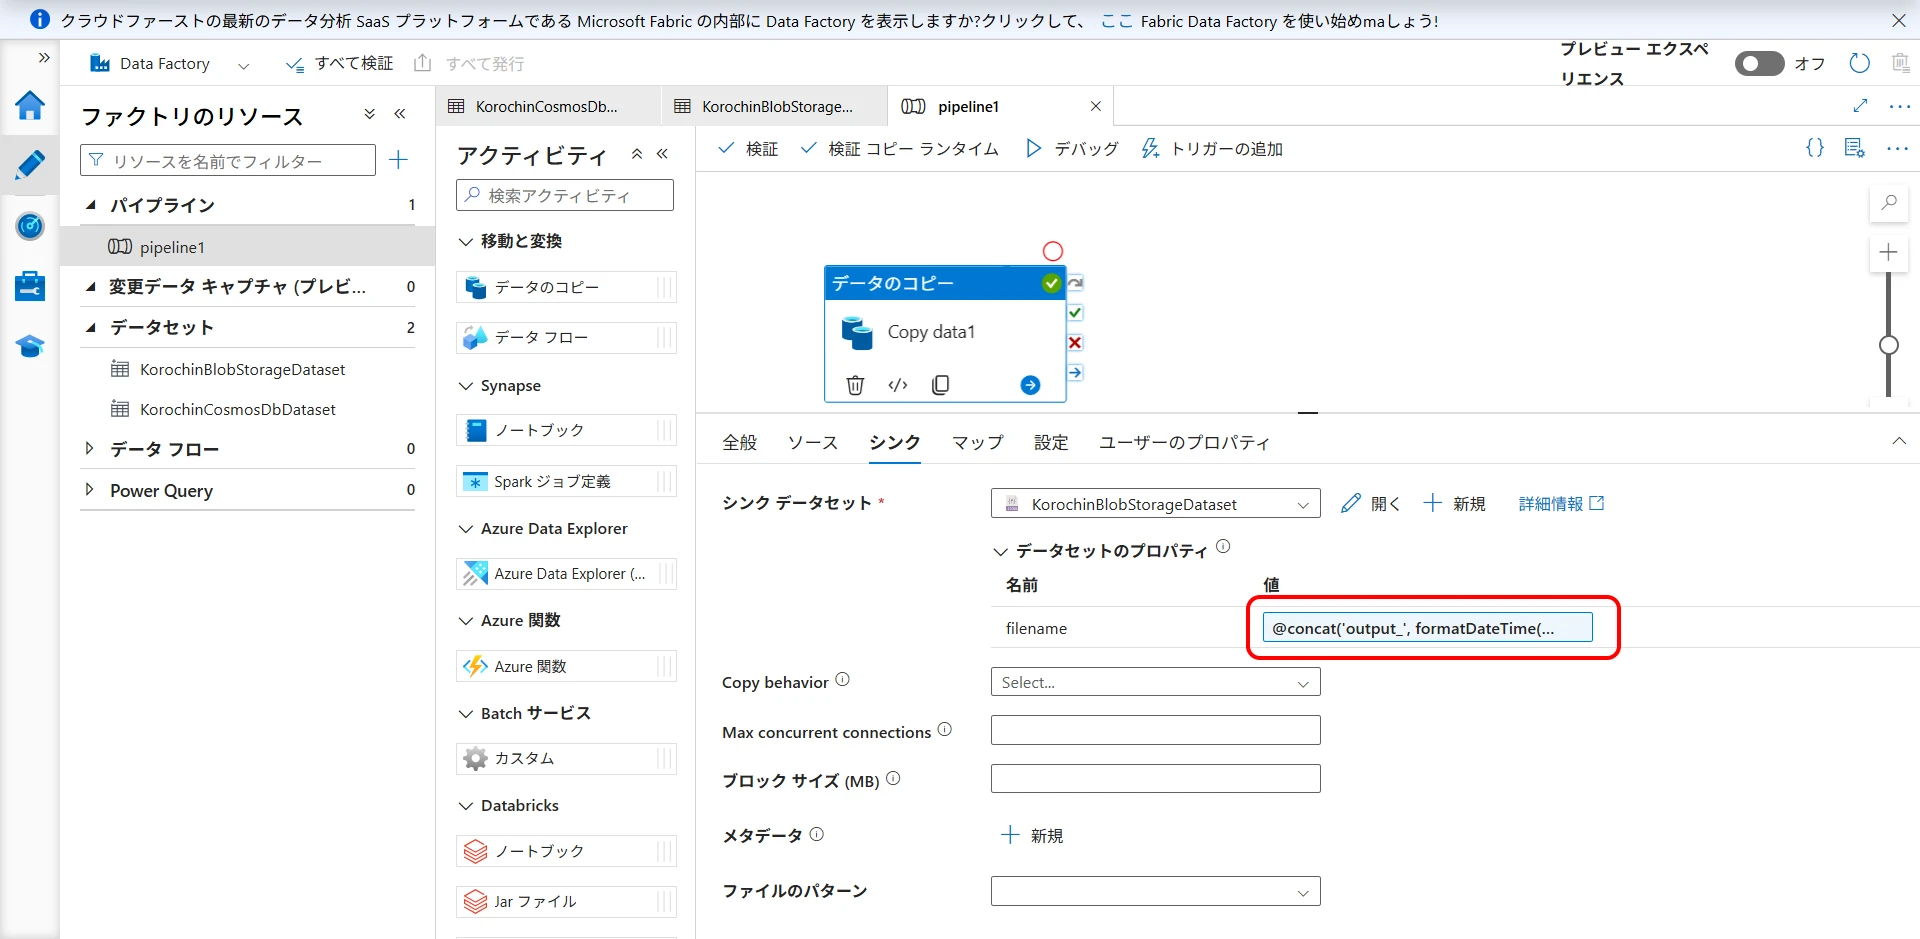 クラウドファーストの最新のデータ分析 SaaS プラットフォームである Microsoft Fabric の内部に Data Factory を表示しますか?クリックして、 ここ Fabric Data Factory を使い始めmaしょう!
Data Factory
すべて検証
すべて発行
プレビュー エクスペ
リエンス
オフ
ファクトリのリソース
リソースを名前でフィルター
パイプライン 1
pipeline1
変更データ キャプチャ (プレビ... 0
データセット 2
KorochinBlobStorageDataset
KorochinCosmosDbDataset
データ フロー 0
Power Query 0
KorochinCosmosDb...
KorochinBlobStorage...
pipeline1
アクティビティ
検索アクティビティ
移動と変換
データのコピー
データ フロー
Synapse
ノートブック
Spark ジョブ定義
Azure Data Explorer
Azure Data Explorer (...
Azure 関数
Azure 関数
Batch サービス
カスタム
Databricks
ノートブック
Jar ファイル
検証
検証 コピー ランタイム
デバッグ
トリガーの追加
データのコピー
Copy data1
全般
ソース
シンク
マップ
設定
ユーザーのプロパティ
シンク データセット *
KorochinBlobStorageDataset
開く
新規
詳細情報
データセットのプロパティ
名前 値
filename @concat('output_', formatDateTime(...
Copy behavior Select...
Max concurrent connections
ブロック サイズ (MB)
メタデータ 新規
ファイルのパターン